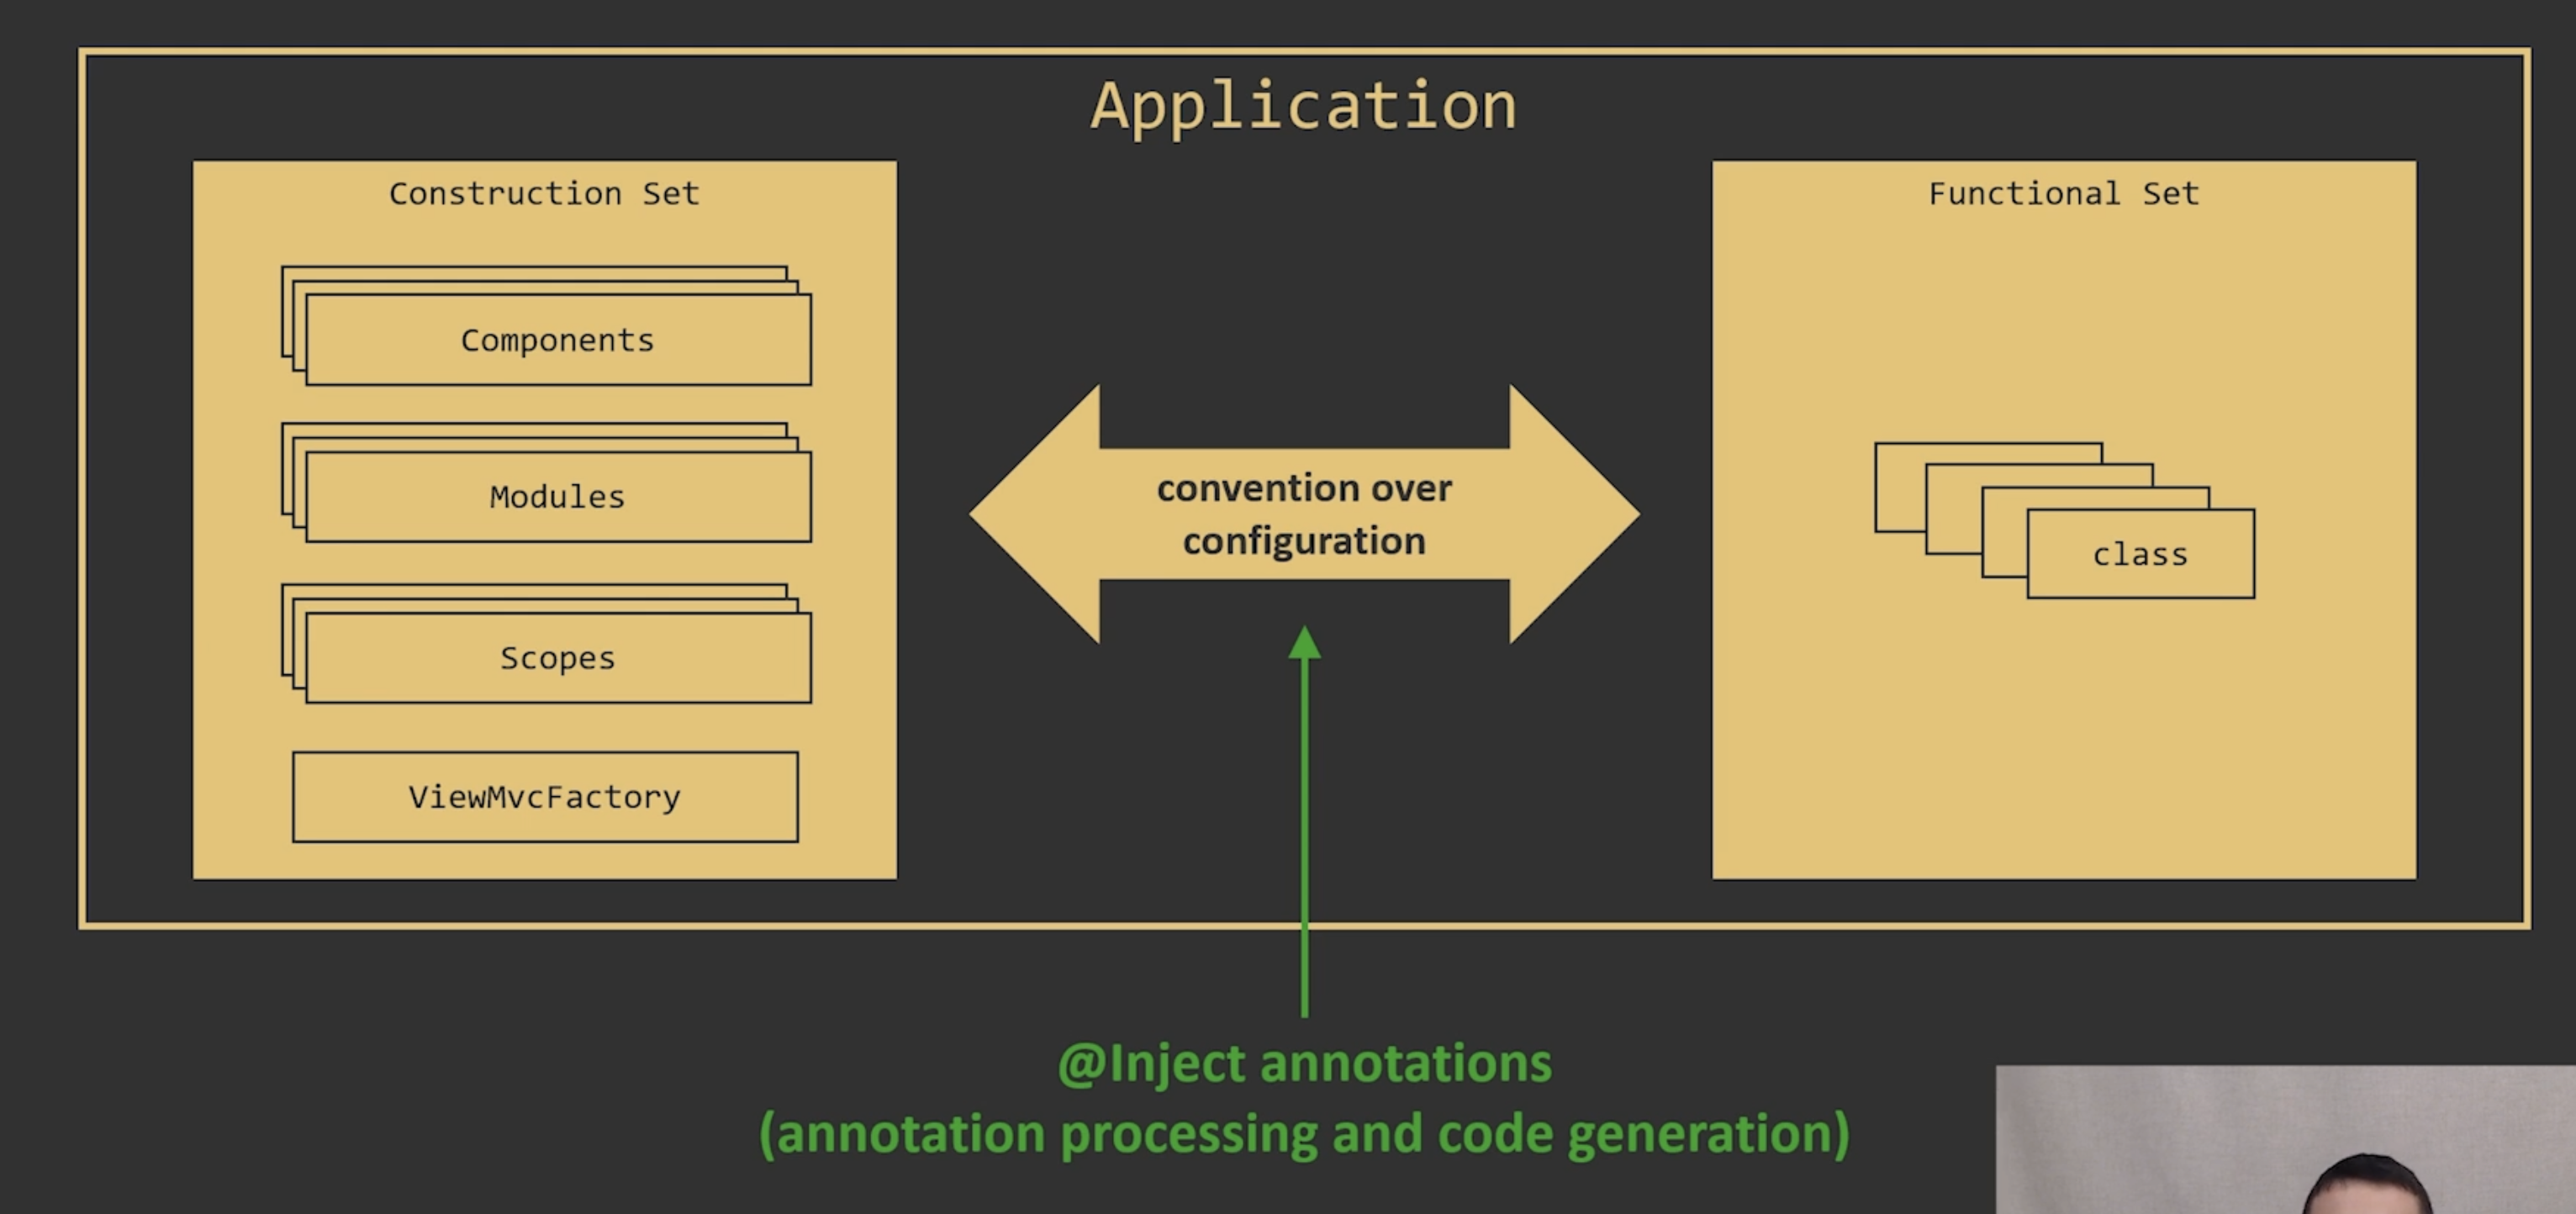 Application
Construction Set
Components
Modules
Scopes
ViewMvcFactory
convention over
configuration
Functional Set
class
@Inject annotations
(annotation processing and code generation)